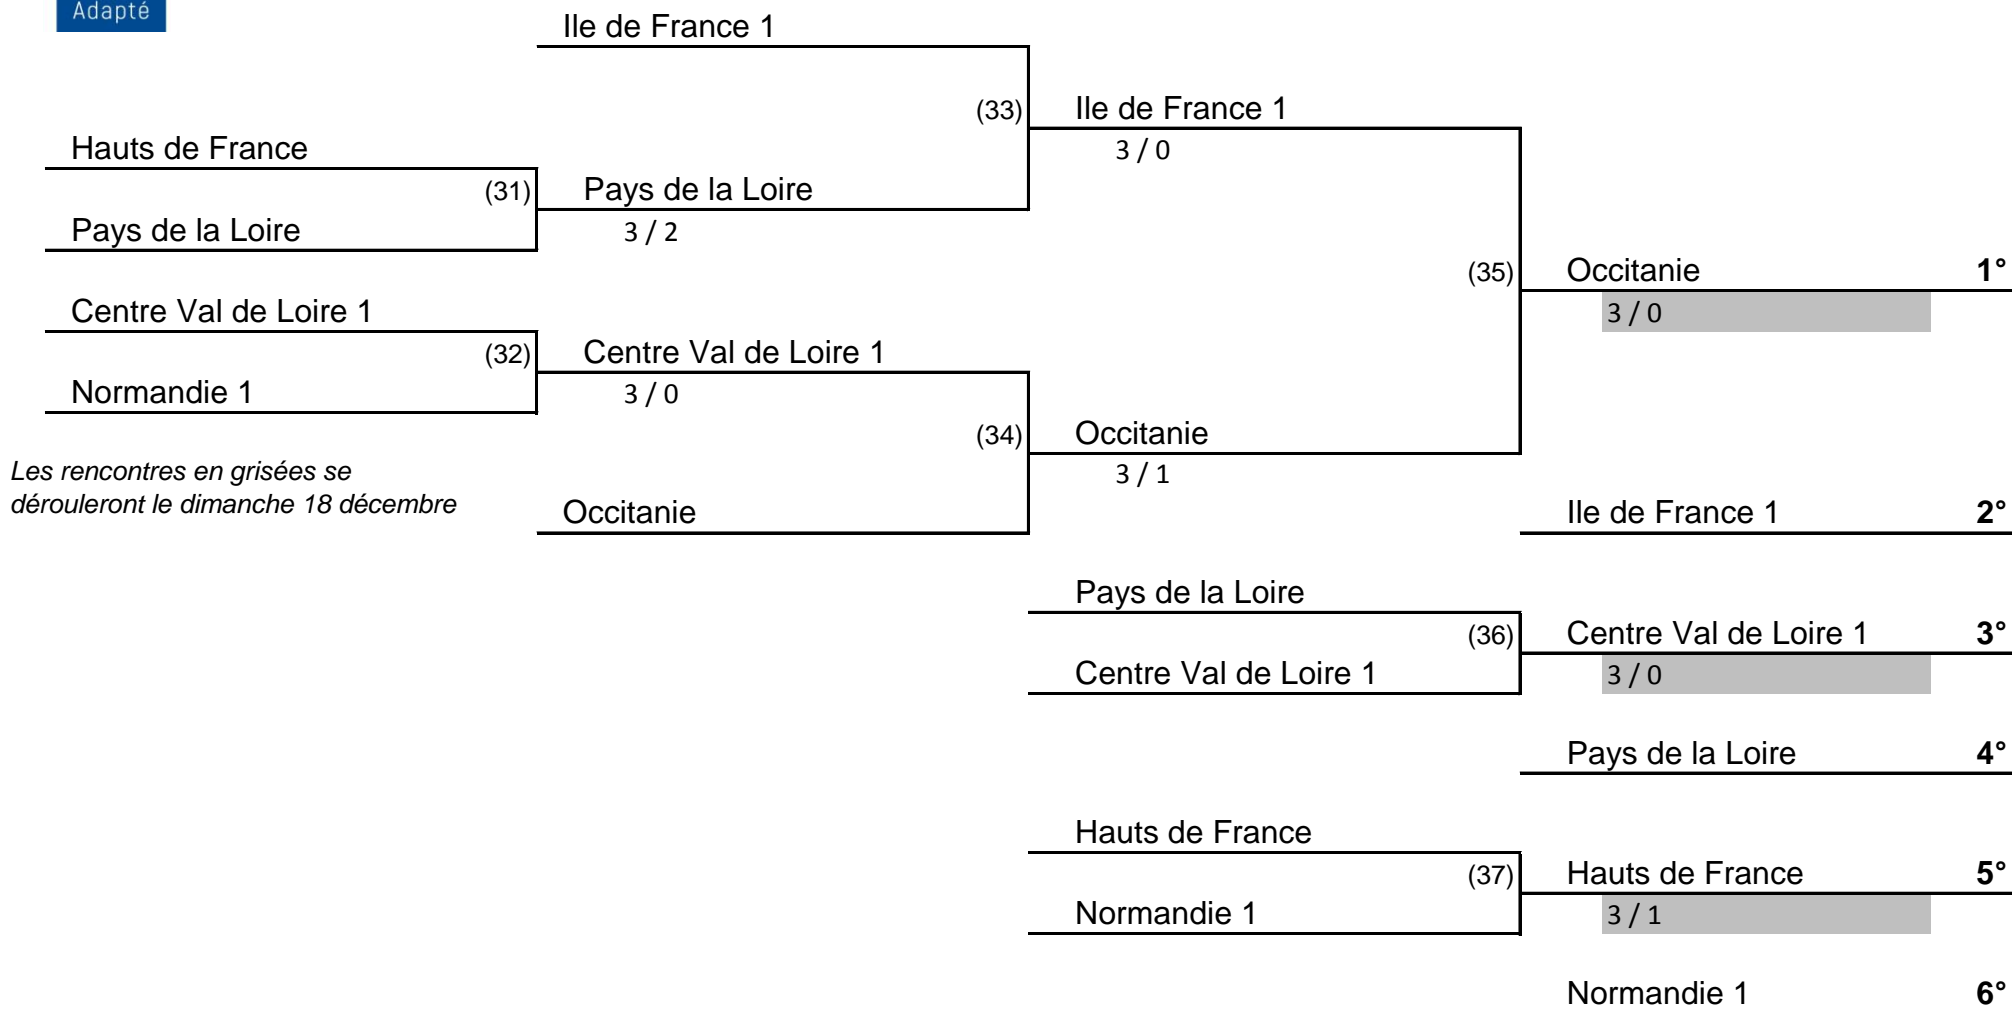 Adapté
Ile de France 1
(33)
Ile de France 1
3 / 0
Hauts de France
(31)
Pays de la Loire
Pays de la Loire
3 / 2
(35)
Occitanie 1°
3 / 0
Centre Val de Loire 1
(32)
Centre Val de Loire 1
Normandie 1
3 / 0
(34)
Occitanie
3 / 1
Les rencontres en grisées se
dérouleront le dimanche 18 décembre
Occitanie
Ile de France 1 2°
Pays de la Loire
(36)
Centre Val de Loire 1 3°
Centre Val de Loire 1
3 / 0
Pays de la Loire 4°
Hauts de France
(37)
Hauts de France 5°
Normandie 1
3 / 1
Normandie 1 6°